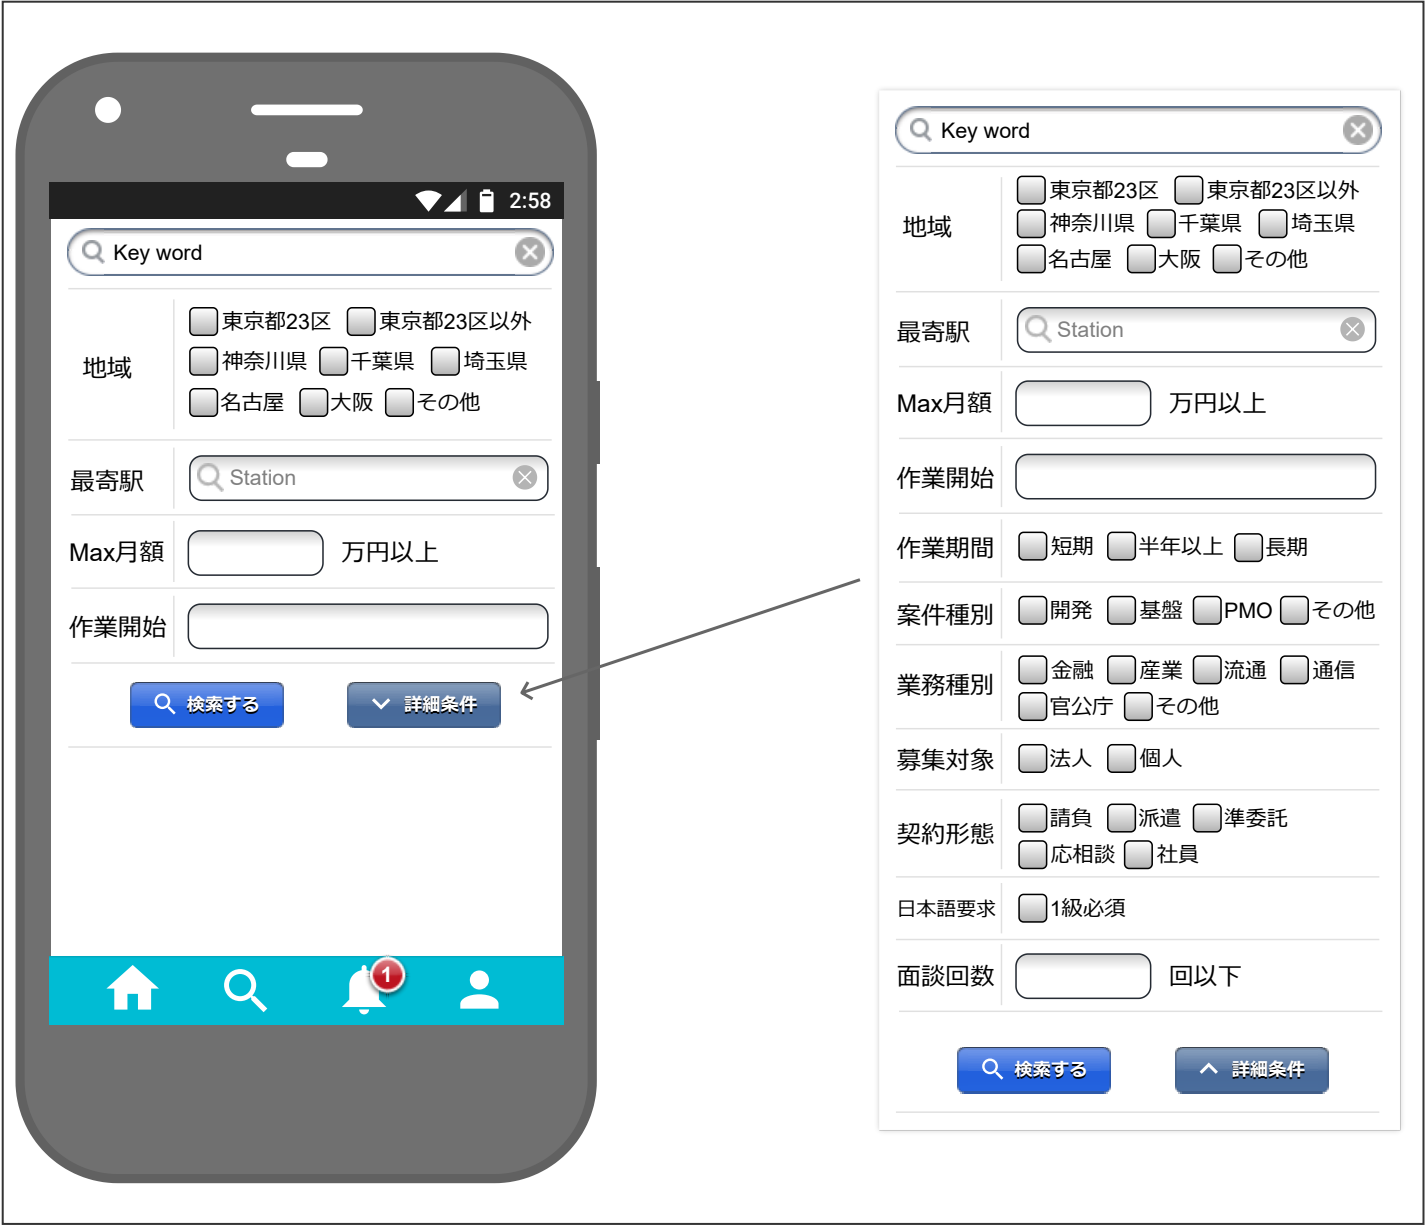 2:58
Key word
地域
東京都23区 東京都23区以外
神奈川県 千葉県 埼玉県
名古屋 大阪 その他
最寄駅 Station
Max月額 万円以上
作業開始
検索する 詳細条件
1
Key word
地域
東京都23区 東京都23区以外
神奈川県 千葉県 埼玉県
名古屋 大阪 その他
最寄駅 Station
Max月額 万円以上
作業開始
作業期間 短期 半年以上 長期
案件種別 開発 基盤 PMO その他
業務種別
金融 産業 流通 通信
官公庁 その他
募集対象 法人 個人
契約形態
請負 派遣 準委託
応相談 社員
日本語要求 1級必須
面談回数 回以下
検索する 詳細条件